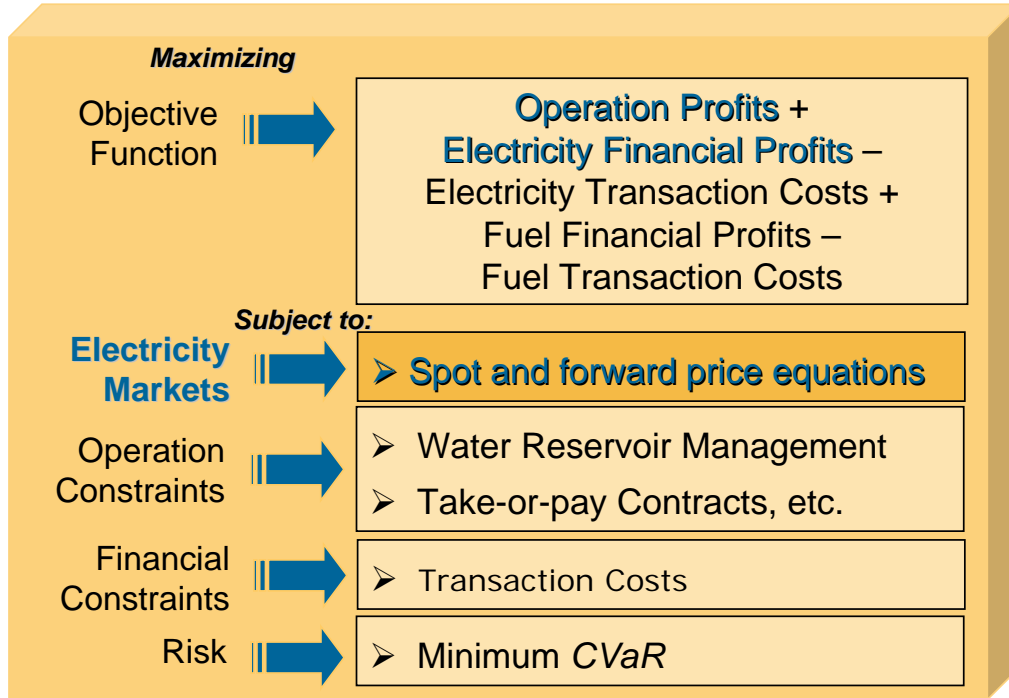 Maximizing
Objective
Function
Operation Profits +
Electricity Financial Profits –
Electricity Transaction Costs +
Fuel Financial Profits –
Fuel Transaction Costs
Subject to:
Electricity
Markets
➢ Spot and forward price equations
Operation
Constraints
➢ Water Reservoir Management
➢ Take-or-pay Contracts, etc.
Financial
Constraints
➢ Transaction Costs
Risk
➢ Minimum CVaR